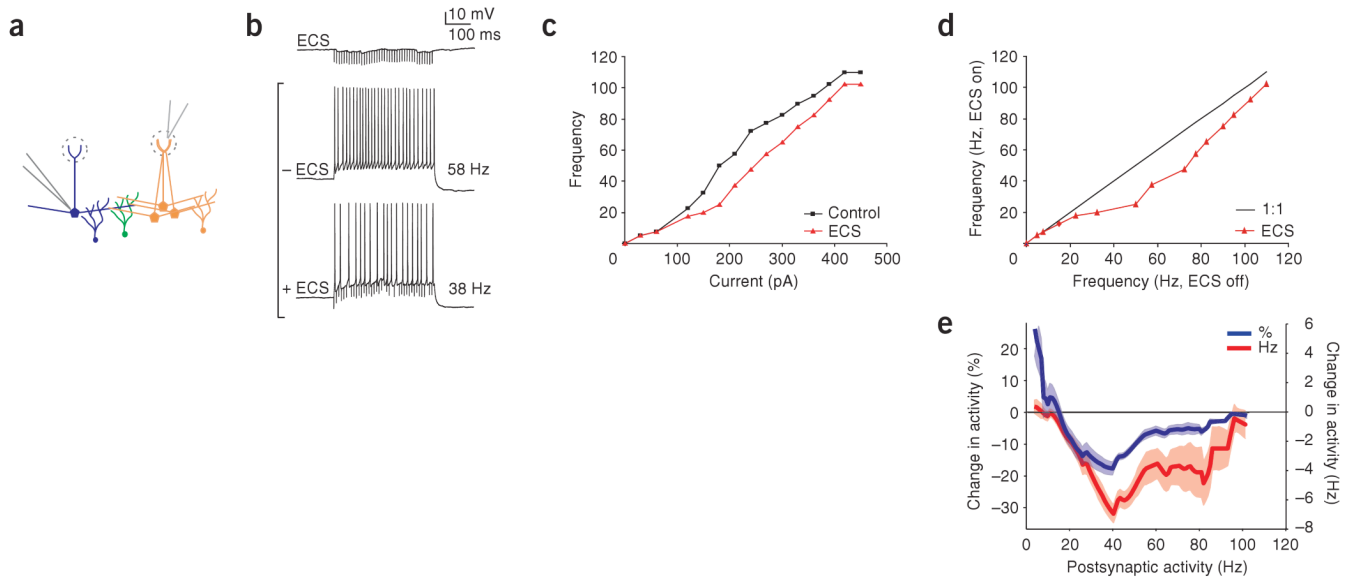 a
b
ECS
10 mV
100 ms
– ECS
58 Hz
+ ECS
38 Hz
c
120
100
80
60
40
20
Frequency
0
100
200
300
400
500
Current (pA)
Control
ECS
d
120
100
80
60
40
20
Frequency (Hz, ECS on)
0
20
40
60
80
100
120
Frequency (Hz, ECS off)
1:1
ECS
e
20
10
0
–10
–20
–30
Change in activity (%)
%
Hz
6
4
2
0
–2
–4
–6
–8
Change in activity (Hz)
0
20
40
60
80
100
120
Postsynaptic activity (Hz)